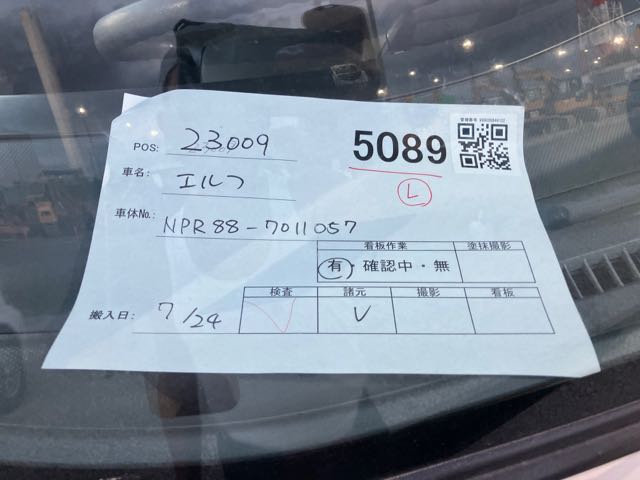 POS: 23009
5089
L
車名: エルフ
車体No.: NPR88-7011057
看板作業 塗抹撮影
有・確認中・無
検査 諸元 撮影 看板
搬入日: 7/24 V V